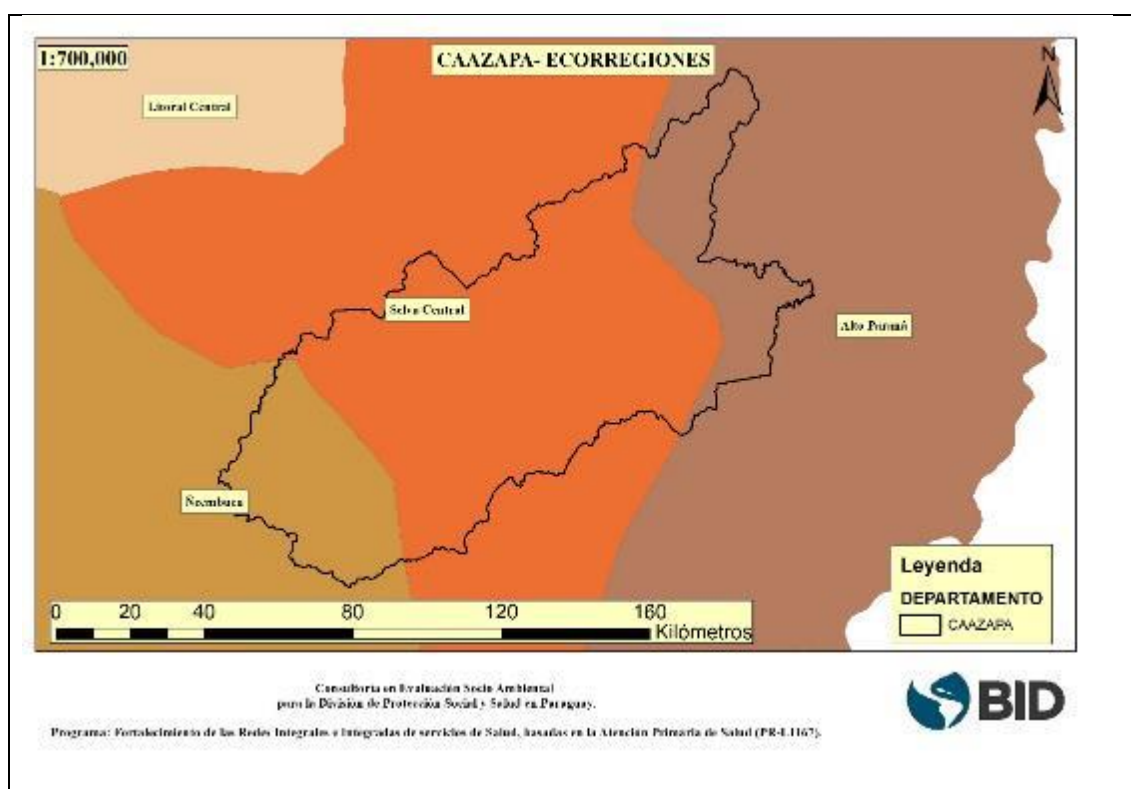 1:700,000
CAAZAPA- ECORREGIONES
N
Litoral Central
Selva Central
Alto Paraná
Ñeembucu
Leyenda
DEPARTAMENTO
CAAZAPA
0 20 40 80 120 160
Kilómetros
Consultoría en Evaluación Socio Ambiental
para la División de Protección Social y Salud en Paraguay.
BID
Programa: Fortalecimiento de las Redes Integrales e Integradas de servicios de Salud, basadas en la Atención Primaria de Salud (PR-L1167).